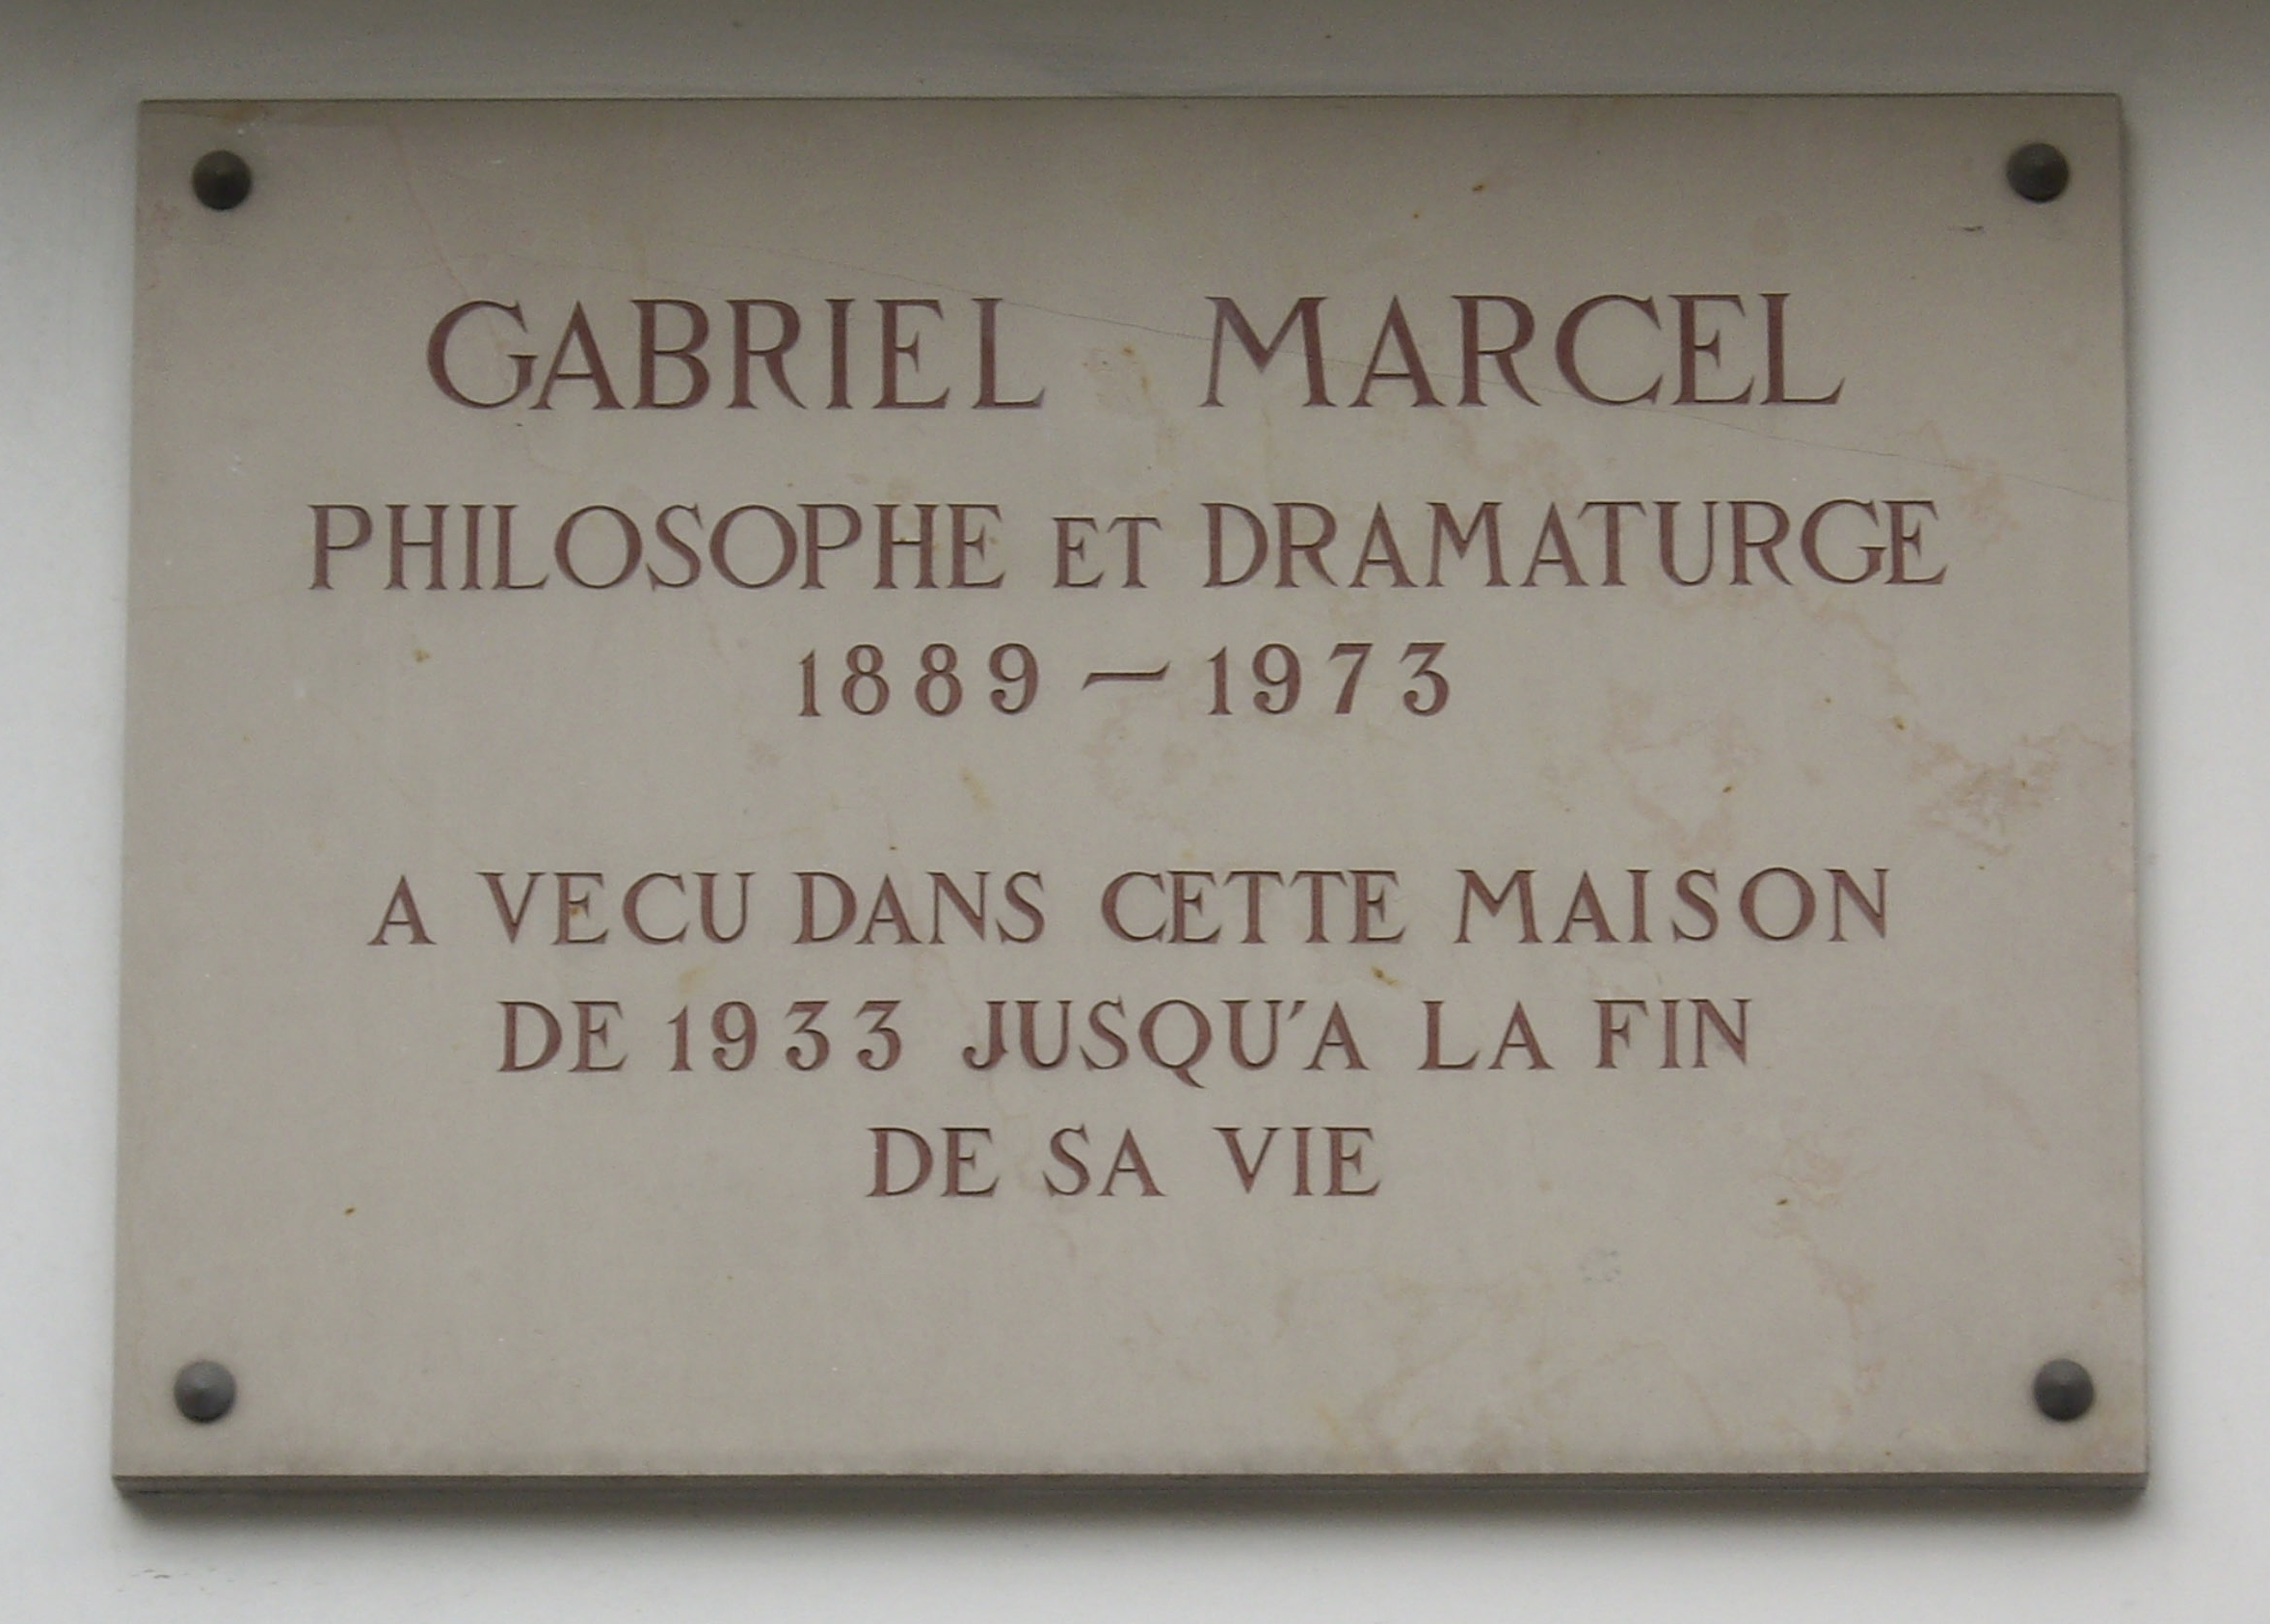 GABRIEL MARCEL
PHILOSOPHE ET DRAMATURGE
1889 – 1973
A VECU DANS CETTE MAISON
DE 1933 JUSQU'A LA FIN
DE SA VIE